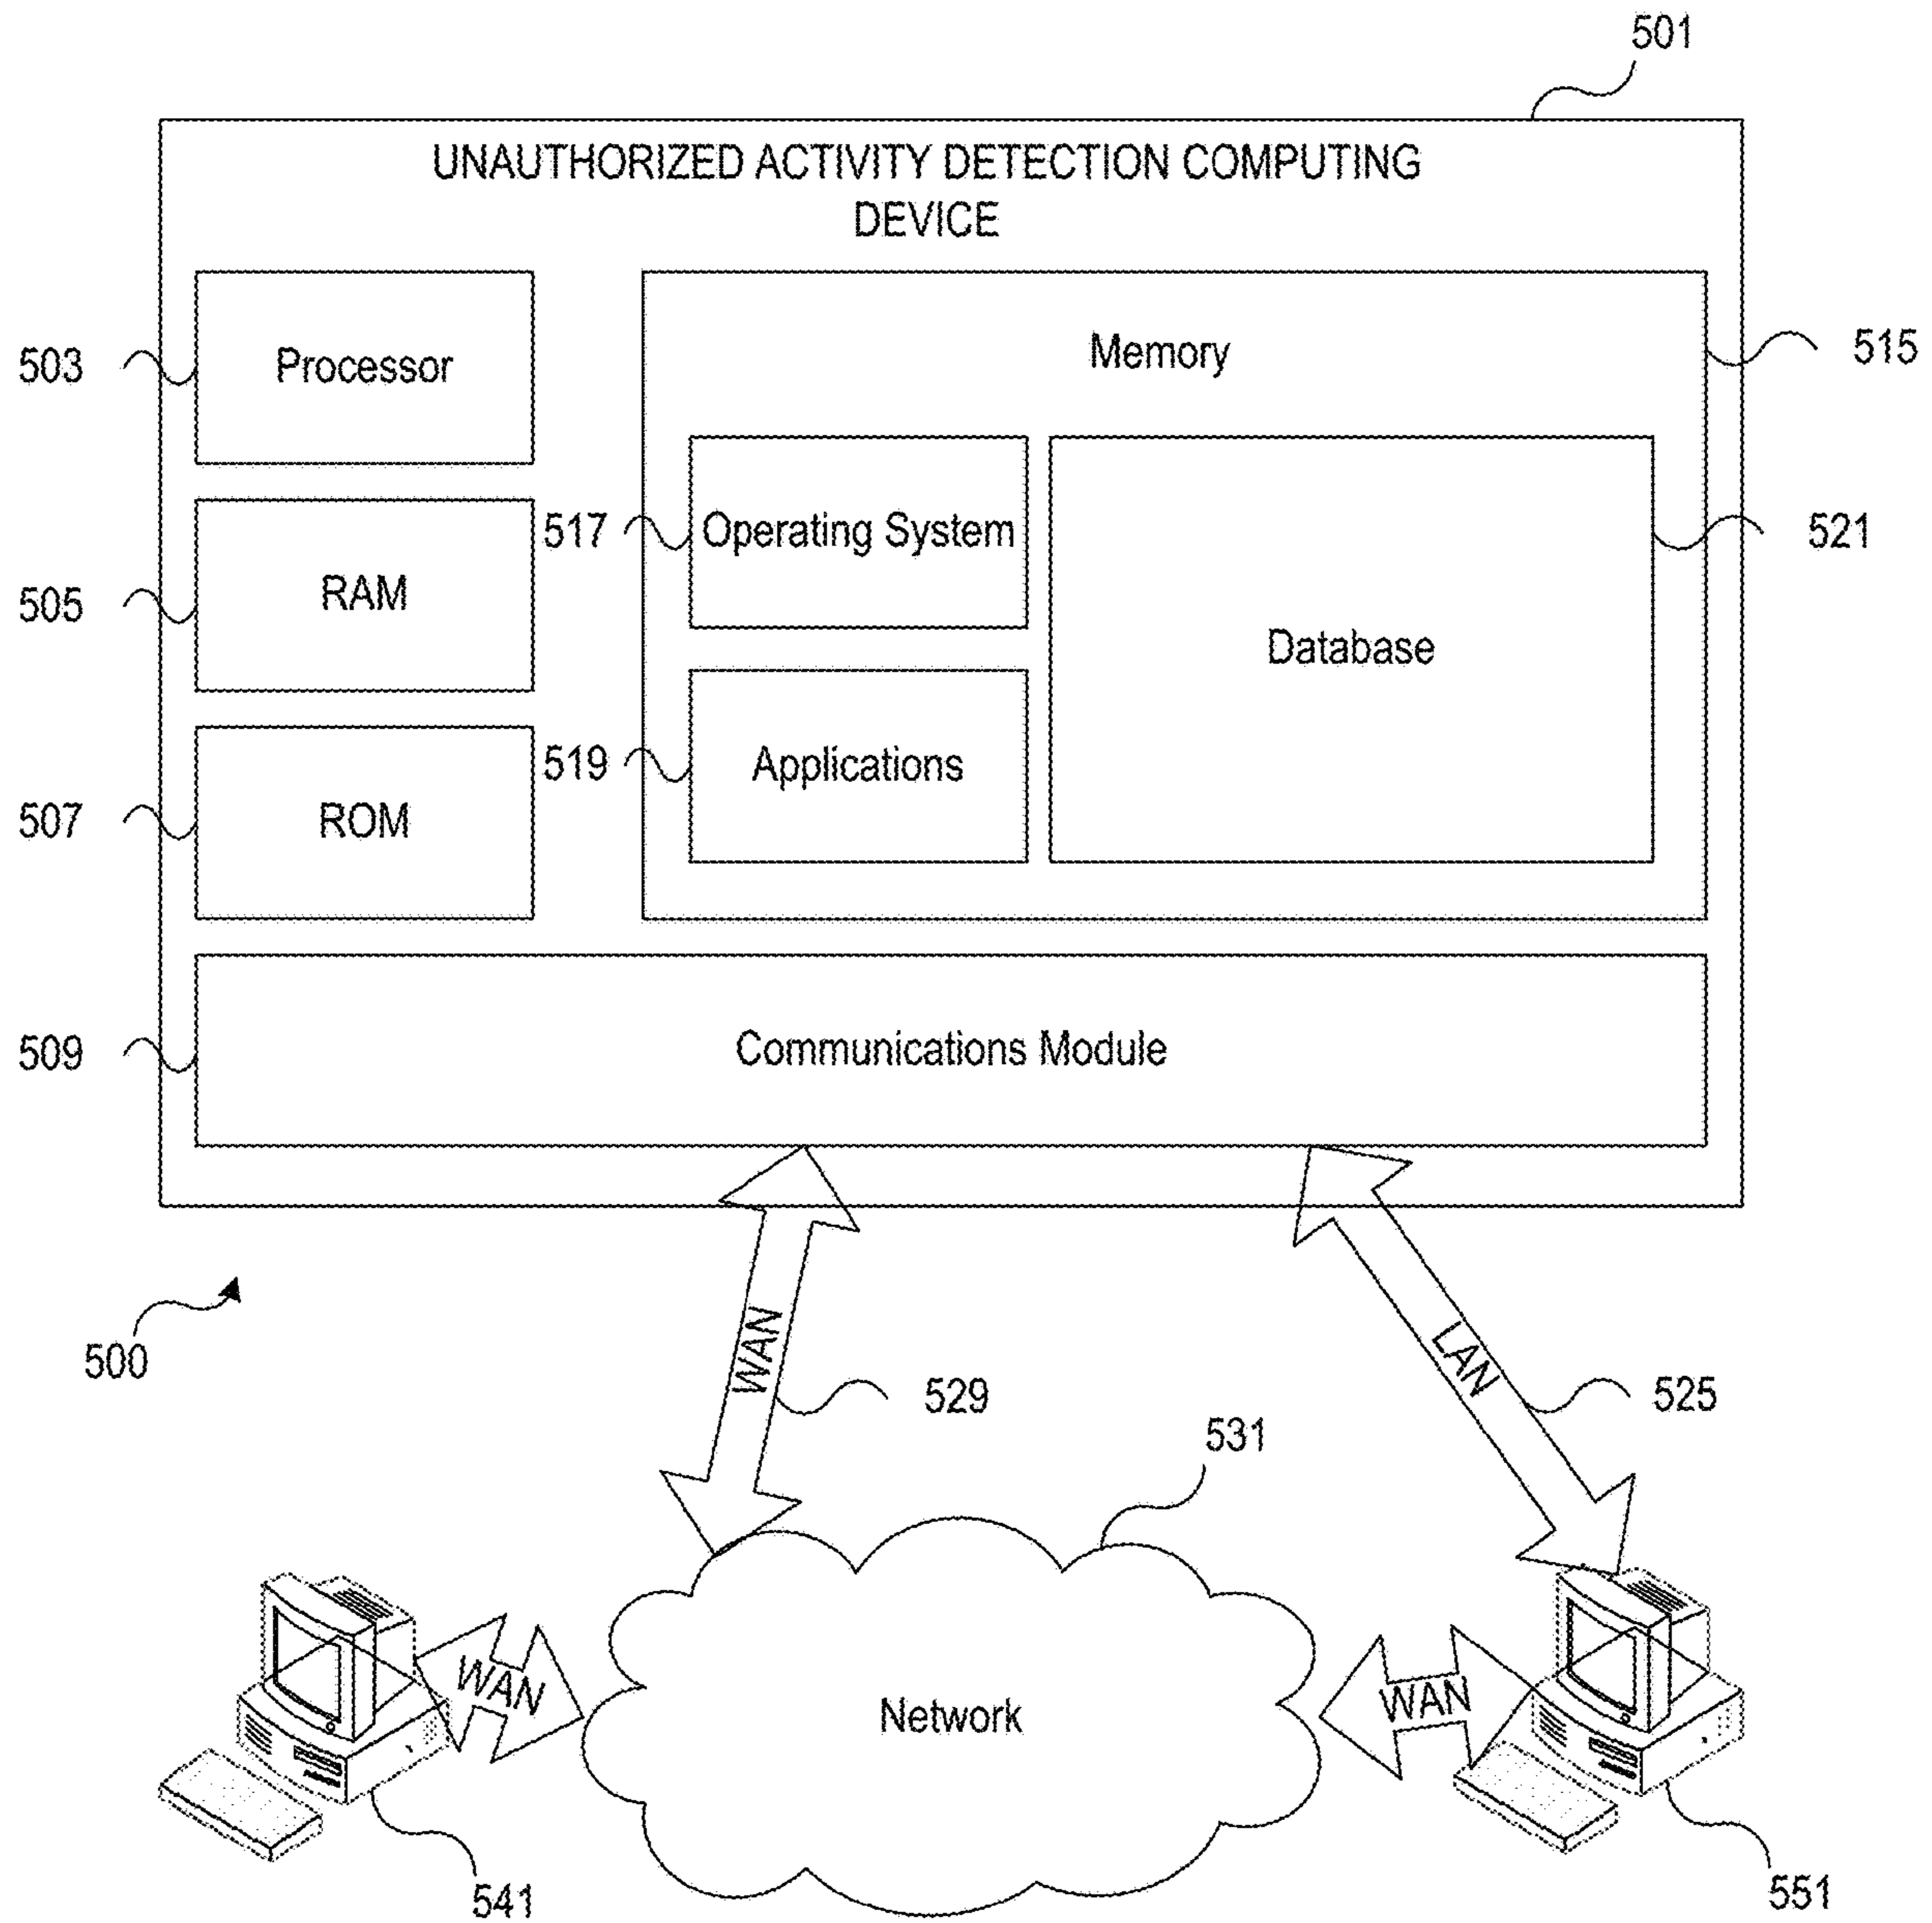 501
UNAUTHORIZED ACTIVITY DETECTION COMPUTING
DEVICE
503
Processor
Memory
515
517
Operating System
521
505
RAM
Database
519
Applications
507
ROM
509
Communications Module
500
WAN
529
LAN
525
531
WAN
Network
WAN
541
551